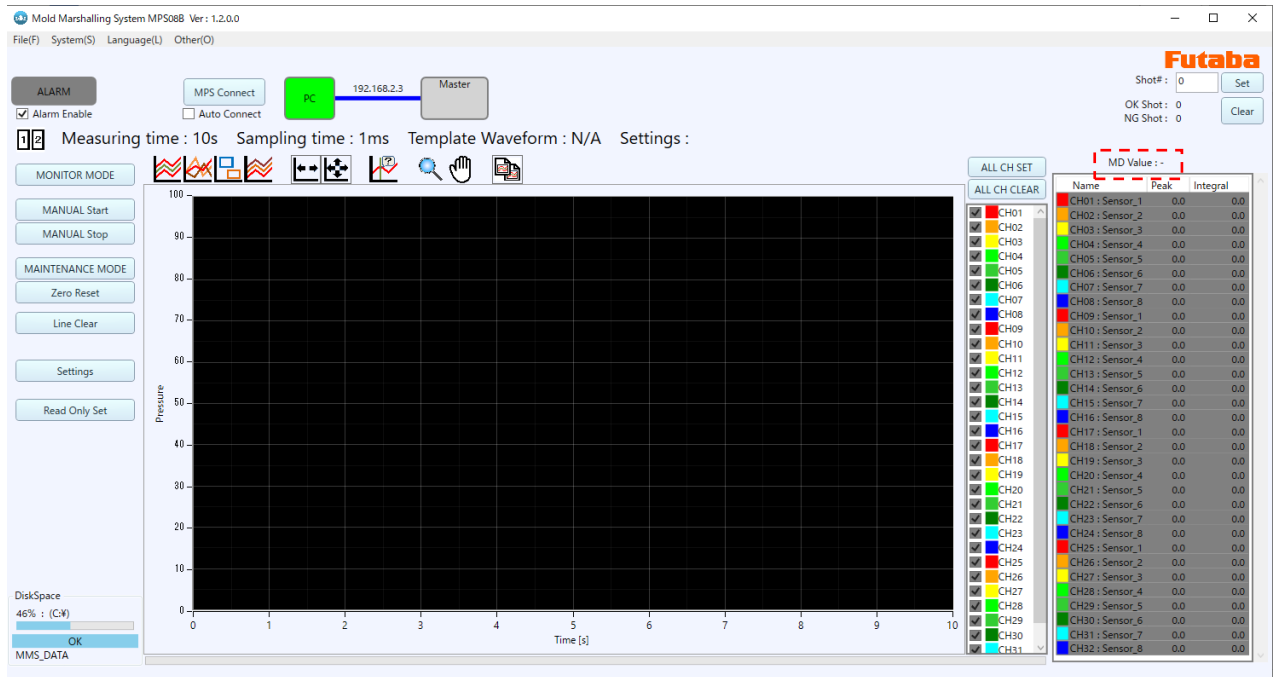 Mold Marshalling System MPS08B Ver : 1.2.0.0
File(F) System(S) Language(L) Other(O)
Futaba
ALARM
Alarm Enable
MPS Connect
Auto Connect
PC
192.168.2.3
Master
Shot# : 0 Set
OK Shot : 0
NG Shot : 0
Clear
1 2 Measuring time : 10s Sampling time : 1ms Template Waveform : N/A Settings :
MONITOR MODE
MANUAL Start
MANUAL Stop
MAINTENANCE MODE
Zero Reset
Line Clear
Settings
Read Only Set
DiskSpace
46% : (C:¥)
OK
MMS_DATA
?
100
90
80
70
60
50
40
30
20
10
0
Pressure
0 1 2 3 4 5 6 7 8 9 10
Time [s]
ALL CH SET
ALL CH CLEAR
CH01
CH02
CH03
CH04
CH05
CH06
CH07
CH08
CH09
CH10
CH11
CH12
CH13
CH14
CH15
CH16
CH17
CH18
CH19
CH20
CH21
CH22
CH23
CH24
CH25
CH26
CH27
CH28
CH29
CH30
CH31
MD Value : -
Name Peak Integral
CH01 : Sensor_1 0.0 0.0
CH02 : Sensor_2 0.0 0.0
CH03 : Sensor_3 0.0 0.0
CH04 : Sensor_4 0.0 0.0
CH05 : Sensor_5 0.0 0.0
CH06 : Sensor_6 0.0 0.0
CH07 : Sensor_7 0.0 0.0
CH08 : Sensor_8 0.0 0.0
CH09 : Sensor_1 0.0 0.0
CH10 : Sensor_2 0.0 0.0
CH11 : Sensor_3 0.0 0.0
CH12 : Sensor_4 0.0 0.0
CH13 : Sensor_5 0.0 0.0
CH14 : Sensor_6 0.0 0.0
CH15 : Sensor_7 0.0 0.0
CH16 : Sensor_8 0.0 0.0
CH17 : Sensor_1 0.0 0.0
CH18 : Sensor_2 0.0 0.0
CH19 : Sensor_3 0.0 0.0
CH20 : Sensor_4 0.0 0.0
CH21 : Sensor_5 0.0 0.0
CH22 : Sensor_6 0.0 0.0
CH23 : Sensor_7 0.0 0.0
CH24 : Sensor_8 0.0 0.0
CH25 : Sensor_1 0.0 0.0
CH26 : Sensor_2 0.0 0.0
CH27 : Sensor_3 0.0 0.0
CH28 : Sensor_4 0.0 0.0
CH29 : Sensor_5 0.0 0.0
CH30 : Sensor_6 0.0 0.0
CH31 : Sensor_7 0.0 0.0
CH32 : Sensor_8 0.0 0.0